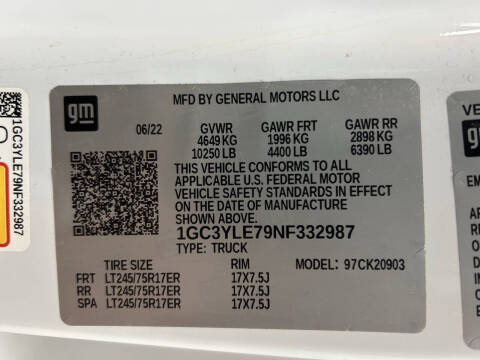 gm
MFD BY GENERAL MOTORS LLC
06/22 GVWR GAWR FRT GAWR RR
4649 KG 1996 KG 2898 KG
10250 LB 4400 LB 6390 LB
THIS VEHICLE CONFORMS TO ALL
APPLICABLE U.S. FEDERAL MOTOR
VEHICLE SAFETY STANDARDS IN EFFECT
ON THE DATE OF MANUFACTURE
SHOWN ABOVE.
1GC3YLE79NF332987
TYPE: TRUCK
TIRE SIZE RIM MODEL: 97CK20903
FRT LT245/75R17ER 17X7.5J
RR LT245/75R17ER 17X7.5J
SPA LT245/75R17ER 17X7.5J
1GC3YLE79NF332987
VE
gm
EM